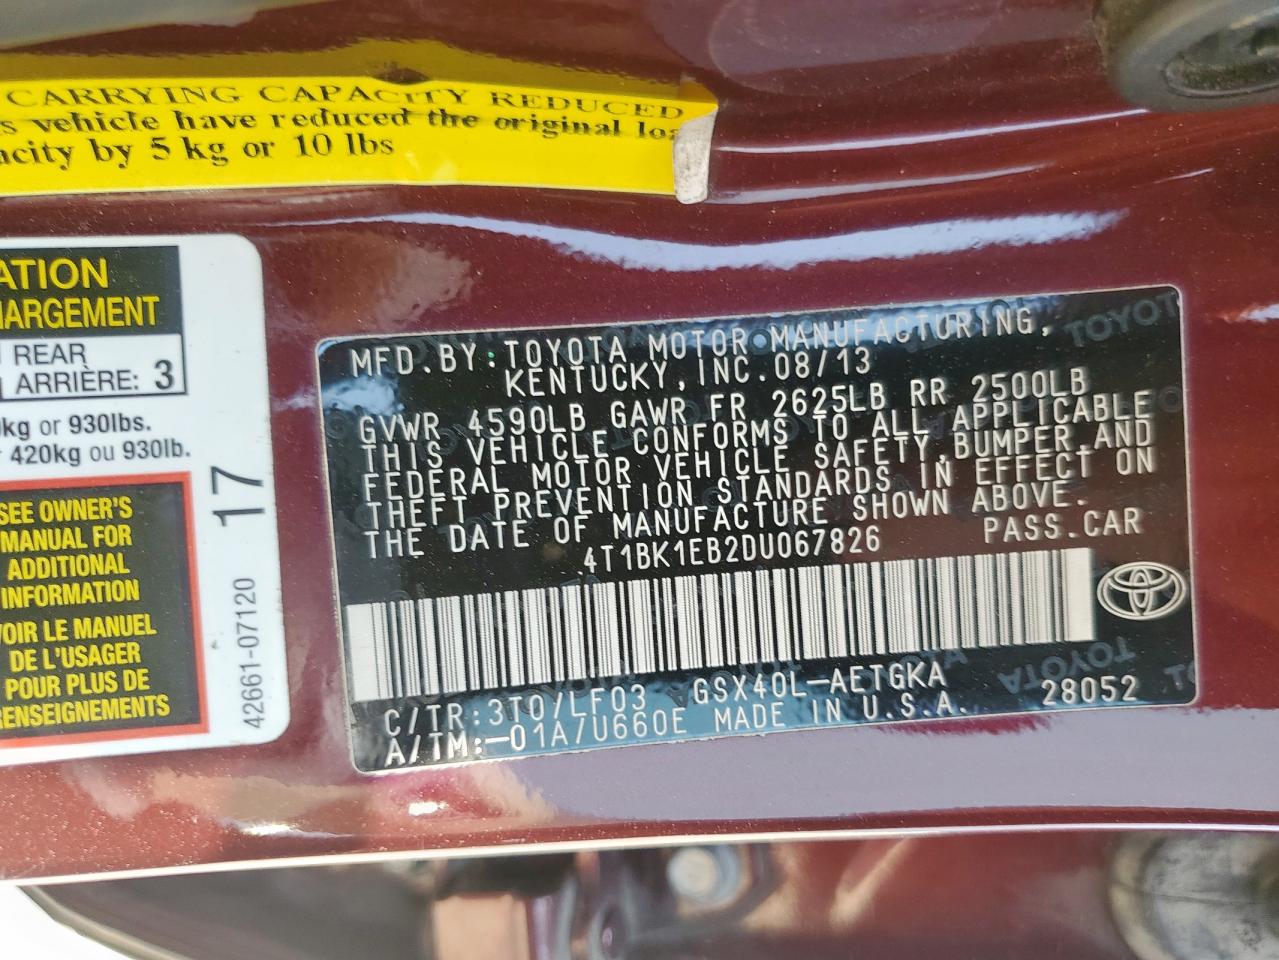 CARRYING CAPACITY REDUCED
vehicle have reduced the original
acity by 5 kg or 10 lbs
ATION
ARGEMENT
REAR
ARRIÈRE: 3
kg or 930lbs.
420kg ou 930lb.
SEE OWNER'S
MANUAL FOR
ADDITIONAL
INFORMATION
VOIR LE MANUEL
DE L'USAGER
POUR PLUS DE
RENSEIGNEMENTS
17
42661-07120
MFD.BY:TOYOTA MOTOR MANUFACTURING,
KENTUCKY,INC.08/13
GVWR 4590LB GAWR FR 2625LB RR 2500LB
THIS VEHICLE CONFORMS TO ALL APPLICABLE
FEDERAL MOTOR VEHICLE SAFETY,BUMPER,AND
THEFT PREVENTION STANDARDS IN EFFECT ON
THE DATE OF MANUFACTURE SHOWN ABOVE.
4T1BK1EB2DU067826 PASS.CAR
C/TR:3T0/LF03 GSX40L-AETGKA
A/TM:-01A/U660E MADE IN U.S.A. 28052
TOYOTA